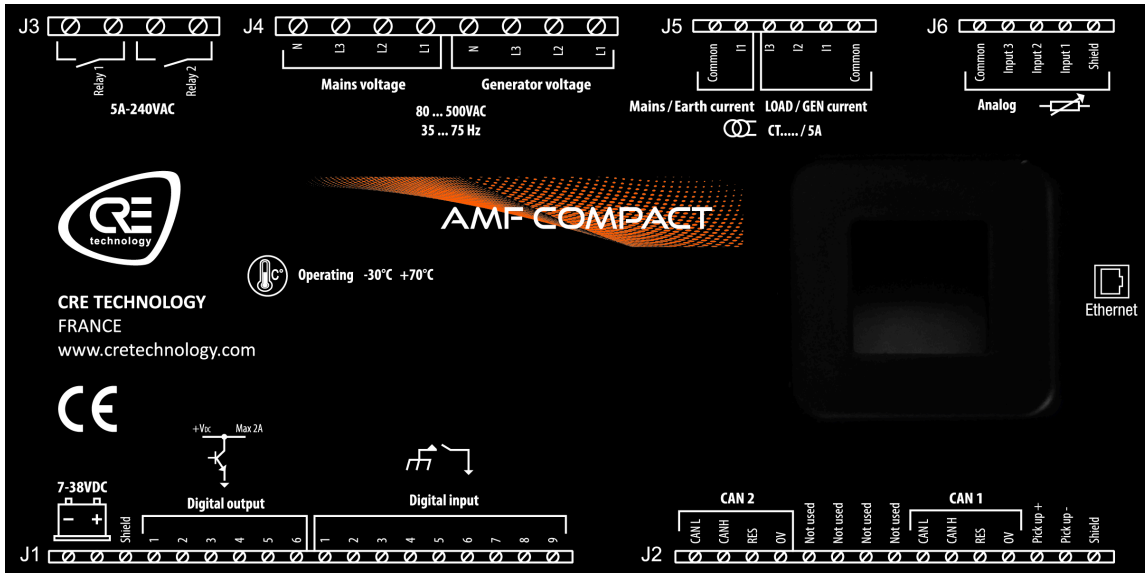 J3
Relay 1
Relay 2
5A-240VAC
J4
N L3 L2 L1 N L3 L2 L1
Mains voltage Generator voltage
80 ... 500VAC
35 ... 75 Hz
J5
Common I1 I3 I2 I1 Common
Mains / Earth current LOAD / GEN current
CT..... / 5A
J6
Common Input 3 Input 2 Input 1 Shield
Analog
CRE
technology
AMF COMPACT
C°
Operating -30°C +70°C
CRE TECHNOLOGY
FRANCE
www.cretechnology.com
Ethernet
CE
+VDC Max 2A
7-38VDC
- +
Digital output
Digital input
Shield 1 2 3 4 5 6 1 2 3 4 5 6 7 8 9
J1
CAN 2 CAN 1
CAN L CANH RES 0V Not used Not used Not used Not used CAN L CAN H RES 0V Pick up + Pick up - Shield
J2